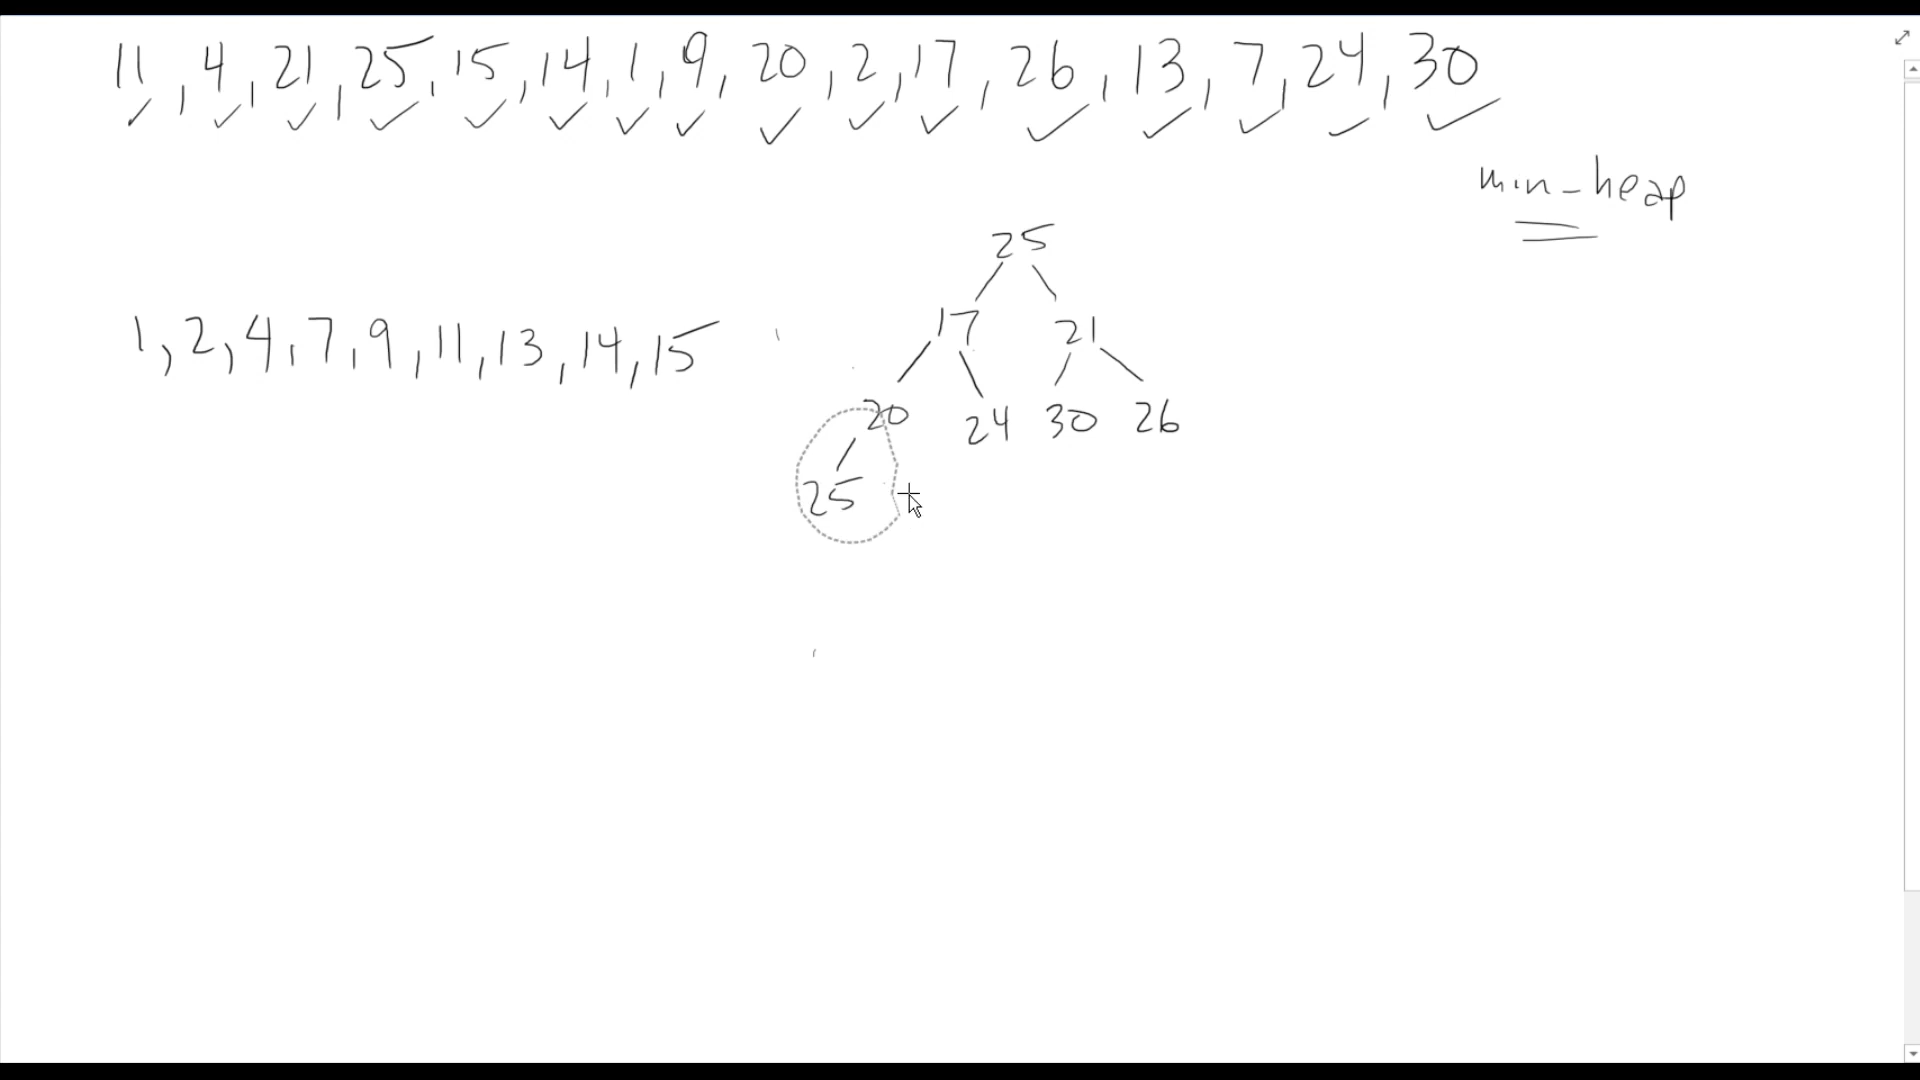 11, 4, 21, 25, 15, 14, 1, 9, 20, 2, 17, 26, 13, 7, 24, 30
min-heap
25
1, 2, 4, 7, 9, 11, 13, 14, 15
17 21
20 24 30 26
25